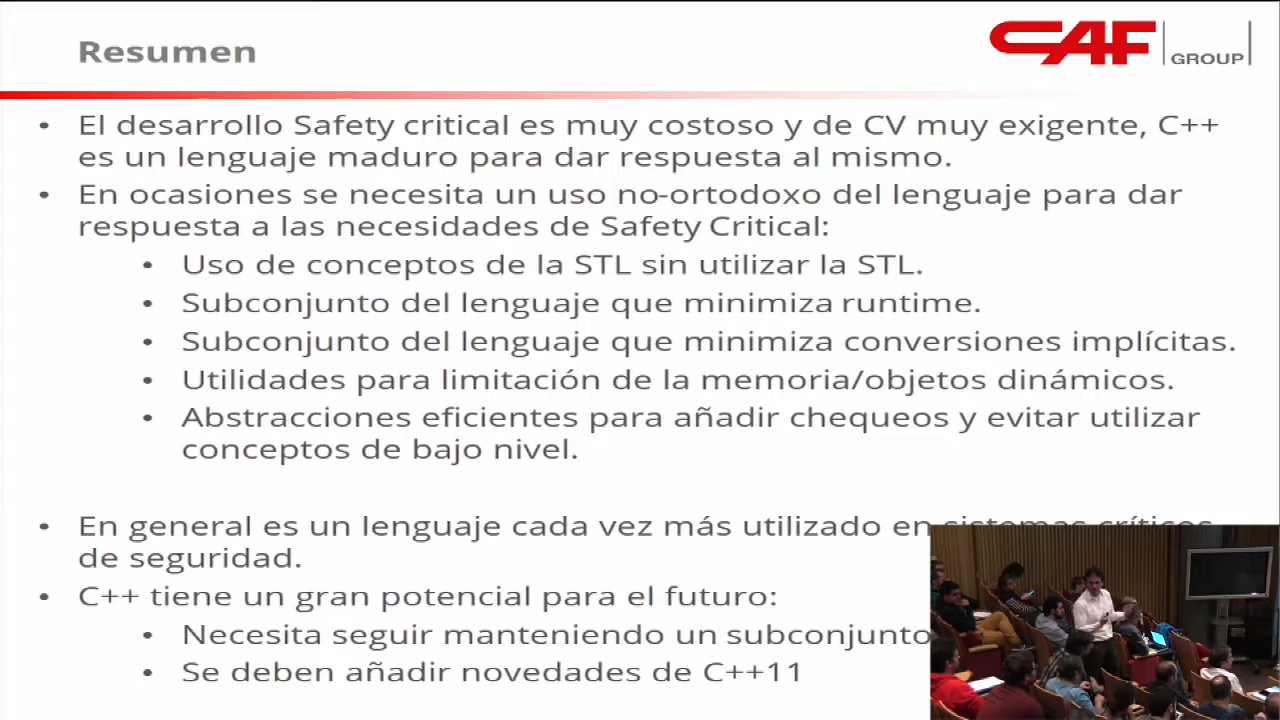 Resumen
CAF GROUP
• El desarrollo Safety critical es muy costoso y de CV muy exigente, C++
es un lenguaje maduro para dar respuesta al mismo.
• En ocasiones se necesita un uso no-ortodoxo del lenguaje para dar
respuesta a las necesidades de Safety Critical:
• Uso de conceptos de la STL sin utilizar la STL.
• Subconjunto del lenguaje que minimiza runtime.
• Subconjunto del lenguaje que minimiza conversiones implícitas.
• Utilidades para limitación de la memoria/objetos dinámicos.
• Abstracciones eficientes para añadir chequeos y evitar utilizar
conceptos de bajo nivel.
• En general es un lenguaje cada vez más utilizado en sistemas críticos
de seguridad.
• C++ tiene un gran potencial para el futuro:
• Necesita seguir manteniendo un subconjunto
• Se deben añadir novedades de C++11